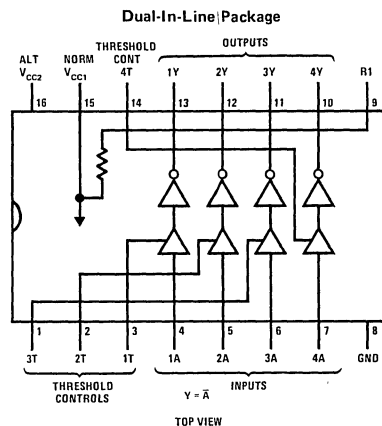 Dual-In-Line Package
THRESHOLD CONT OUTPUTS
ALT VCC2 NORM VCC1 4T 1Y 2Y 3Y 4Y R1
16 15 14 13 12 11 10 9
1 2 3 4 5 6 7 8
3T 2T 1T 1A 2A 3A 4A GND
THRESHOLD CONTROLS INPUTS
Y = A̅
TOP VIEW